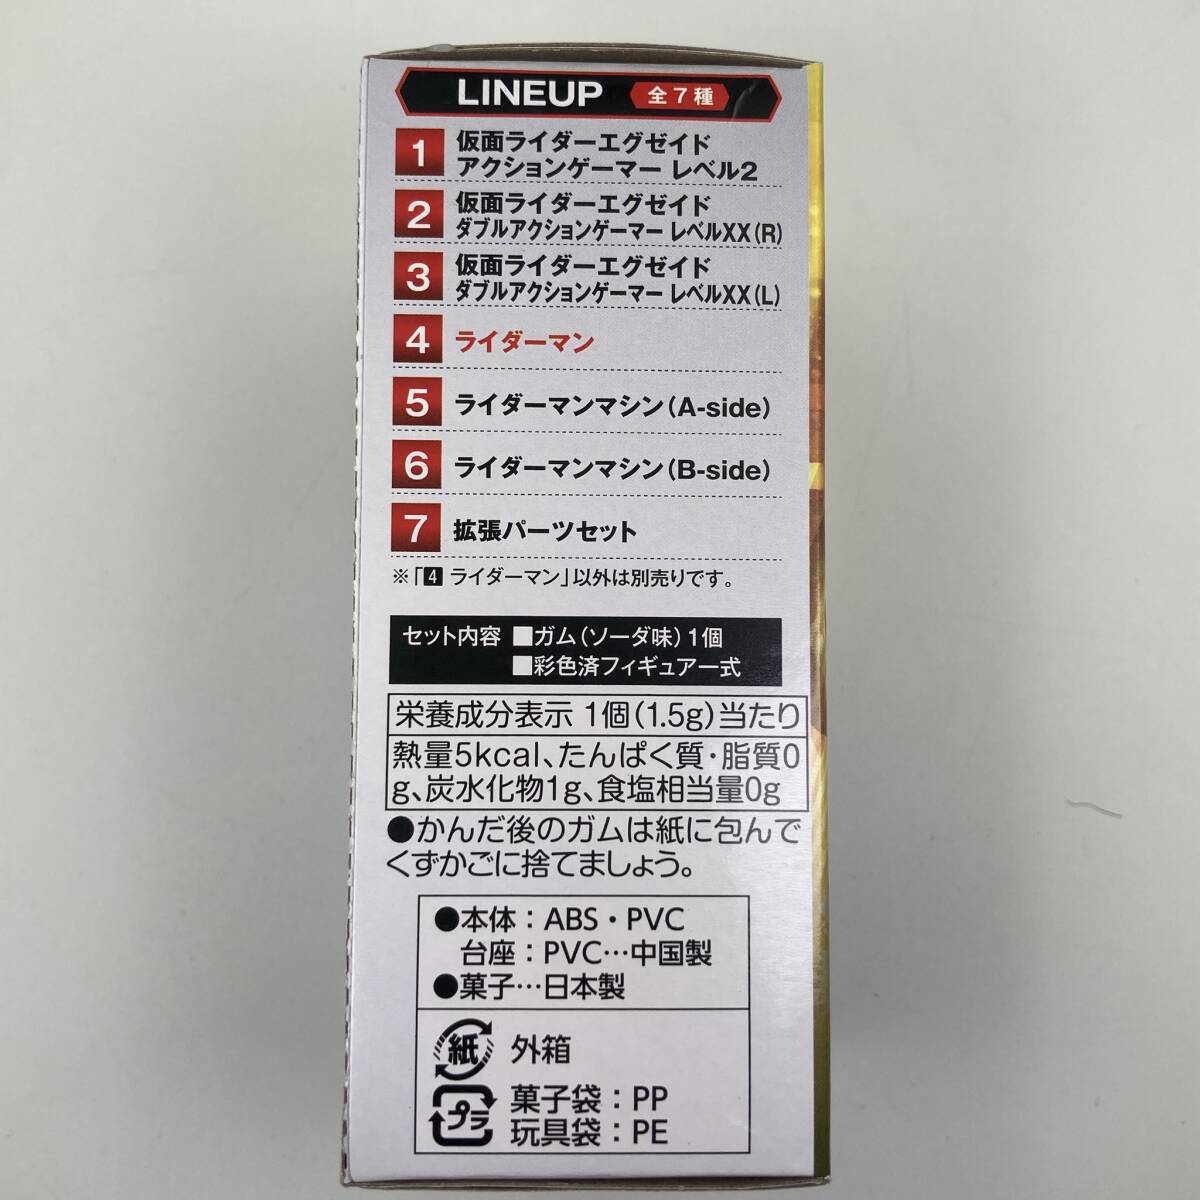 LINEUP 全7種
1 仮面ライダーエグゼイド
アクションゲーマー レベル2
2 仮面ライダーエグゼイド
ダブルアクションゲーマー レベルXX(R)
3 仮面ライダーエグゼイド
ダブルアクションゲーマー レベルXX(L)
4 ライダーマン
5 ライダーマンマシン(A-side)
6 ライダーマンマシン(B-side)
7 拡張パーツセット
※「4 ライダーマン」以外は別売りです。
セット内容 ■ガム(ソーダ味)1個
■彩色済フィギュア一式
栄養成分表示 1個(1.5g)当たり
熱量5kcal、たんぱく質・脂質0
g、炭水化物1g、食塩相当量0g
●かんだ後のガムは紙に包んで
くずかごに捨てましょう。
●本体：ABS・PVC
台座：PVC…中国製
●菓子…日本製
紙 外箱
プラ 菓子袋：PP
玩具袋：PE